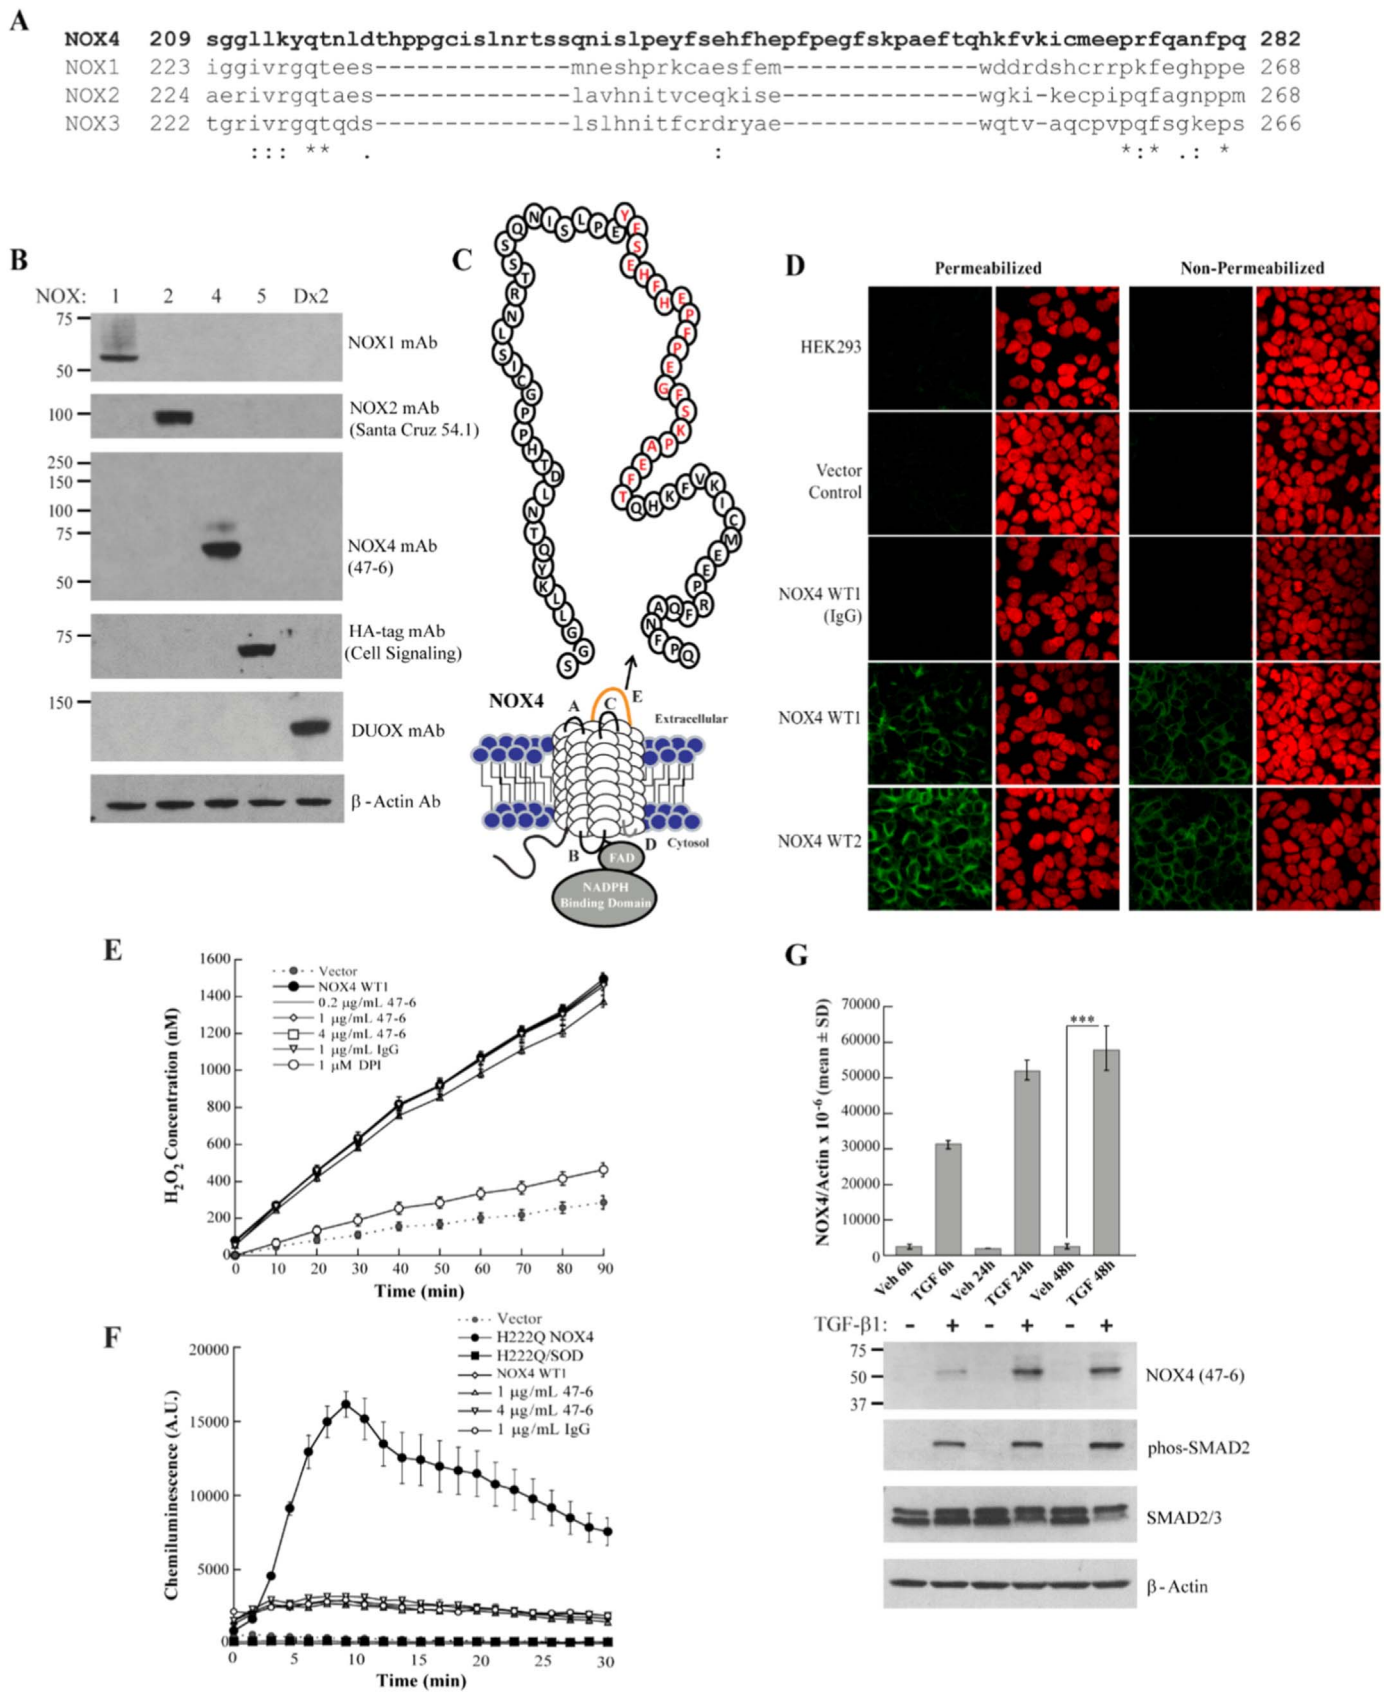 A
NOX4 209 sggllkyqtnldthppgcislnrtssqnislpeyfsehfhepfpegfskpaeftqhkfvkicmeeprfqanfpq 282
NOX1 223 iggivrgqtees-------------mneshprkcaesfem--------------wddrdshcrrpkfeghppe 268
NOX2 224 aerivrgqtaes-------------lavhnitvceqkise--------------wgki-kecpipqfagnppm 268
NOX3 222 tgrivrgqtqds-------------lslhnitfcrdryae--------------wqtv-aqcpvpqfsgkeps 266
::: ** . : *:* .: *
B
NOX: 1 2 4 5 Dx2
75
50
NOX1 mAb
100
NOX2 mAb
(Santa Cruz 54.1)
250
150
100
75
50
NOX4 mAb
(47-6)
75
HA-tag mAb
(Cell Signaling)
150
DUOX mAb
β-Actin Ab
C
SGGLLKYQTNLDTHPPGCISLNRTSSQNISLPEYFSEHFHEPFPEGFSKPAEFTQHKFVKICMEEPRFQANFPQ
NOX4
A
C
E
Extracellular
B
D
Cytosol
FAD
NADPH
Binding Domain
D
Permeabilized
Non-Permeabilized
HEK293
Vector
Control
NOX4 WT1
(IgG)
NOX4 WT1
NOX4 WT2
E
H2O2 Concentration (nM)
1600
1400
1200
1000
800
600
400
200
0
Vector
NOX4 WT1
0.2 µg/mL 47-6
1 µg/mL 47-6
4 µg/mL 47-6
1 µg/mL IgG
1 µM DPI
0 10 20 30 40 50 60 70 80 90
Time (min)
F
Chemiluminescence (A.U.)
20000
15000
10000
5000
0
Vector
H222Q NOX4
H222Q/SOD
NOX4 WT1
1 µg/mL 47-6
4 µg/mL 47-6
1 µg/mL IgG
0 5 10 15 20 25 30
Time (min)
G
NOX4/Actin x 10-6 (mean ± SD)
70000
60000
50000
40000
30000
20000
10000
0
***
Veh 6h TGF 6h Veh 24h TGF 24h Veh 48h TGF 48h
TGF-β1: - + - + - +
75
50
37
NOX4 (47-6)
phos-SMAD2
SMAD2/3
β-Actin